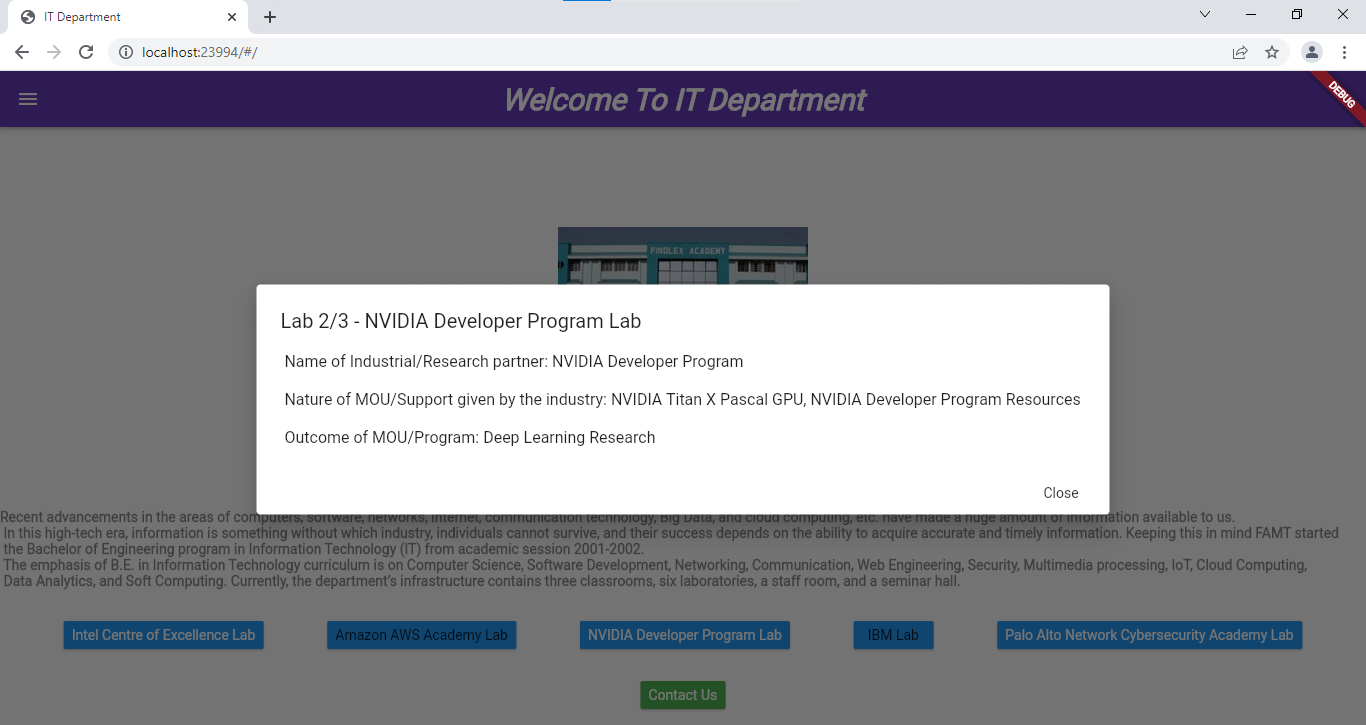 IT Department
localhost:23994/#/
Welcome To IT Department
DEBUG
FINOLEX ACADEMY
Lab 2/3 - NVIDIA Developer Program Lab
Name of Industrial/Research partner: NVIDIA Developer Program
Nature of MOU/Support given by the industry: NVIDIA Titan X Pascal GPU, NVIDIA Developer Program Resources
Outcome of MOU/Program: Deep Learning Research
Close
Recent advancements in the areas of computers, software, networks, internet, communication technology, Big Data, and cloud computing, etc. have made a huge amount of information available to us.
In this high-tech era, information is something without which industry, individuals cannot survive, and their success depends on the ability to acquire accurate and timely information. Keeping this in mind FAMT started
the Bachelor of Engineering program in Information Technology (IT) from academic session 2001-2002.
The emphasis of B.E. in Information Technology curriculum is on Computer Science, Software Development, Networking, Communication, Web Engineering, Security, Multimedia processing, IoT, Cloud Computing,
Data Analytics, and Soft Computing. Currently, the department's infrastructure contains three classrooms, six laboratories, a staff room, and a seminar hall.
Intel Centre of Excellence Lab
Amazon AWS Academy Lab
NVIDIA Developer Program Lab
IBM Lab
Palo Alto Network Cybersecurity Academy Lab
Contact Us